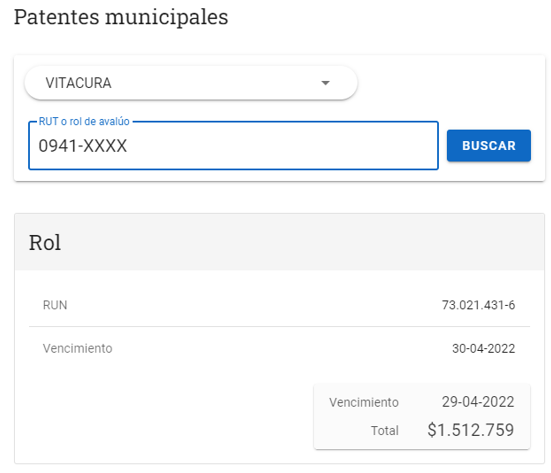 Patentes municipales
VITACURA
RUT o rol de avalúo
0941-XXXX
BUSCAR
Rol
RUN 73.021.431-6
Vencimiento 30-04-2022
Vencimiento 29-04-2022
Total $1.512.759